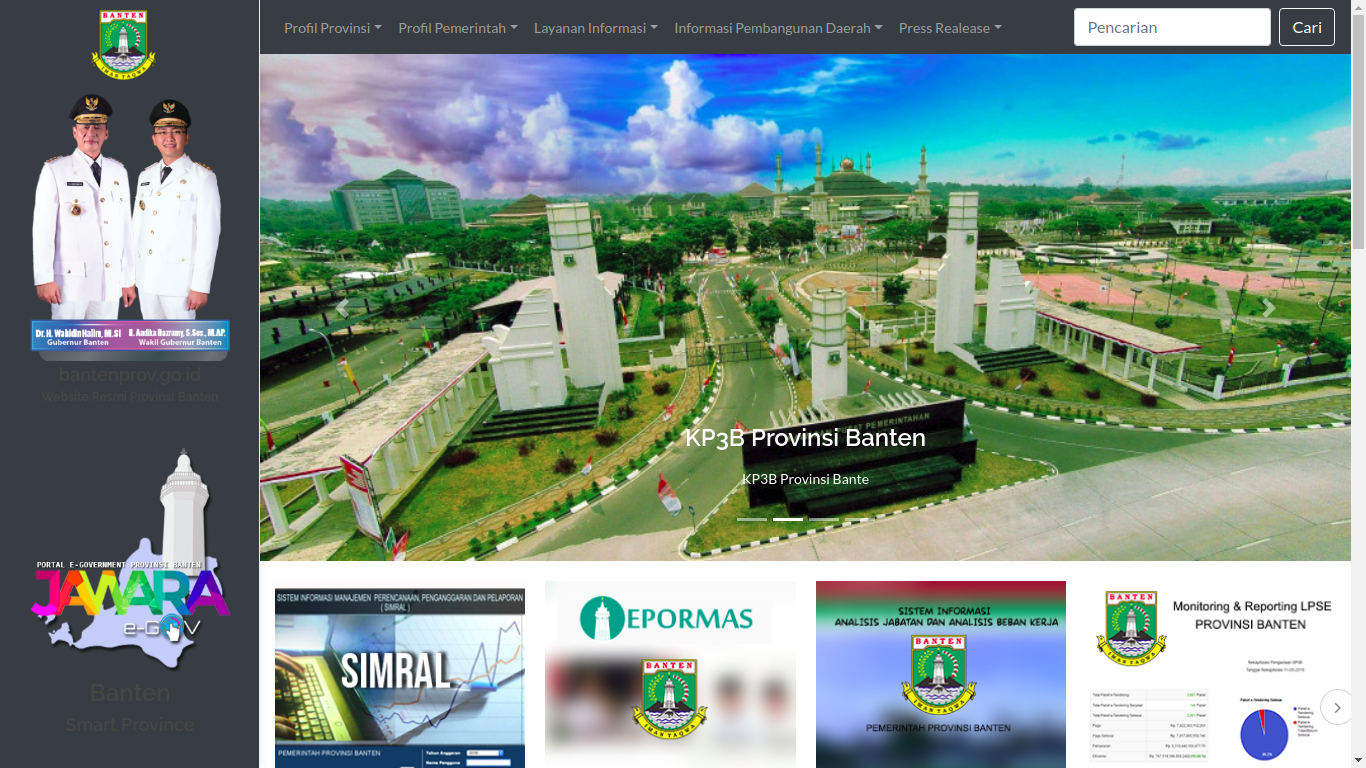 BANTEN
IMAN TAQWA
Dr. H. Wahidin Halim, M.Si
Gubernur Banten
H. Andika Hazrumy, S.Sos., M.AP.
Wakil Gubernur Banten
bantenprov.go.id
Website Resmi Provinsi Banten
PORTAL E-GOVERNMENT PROVINSI BANTEN
JAWARA
e-GOV
Banten
Smart Province
Profil Provinsi
Profil Pemerintah
Layanan Informasi
Informasi Pembangunan Daerah
Press Realease
Pencarian
Cari
PUSAT PEMERINTAHAN
KP3B Provinsi Banten
KP3B Provinsi Bante
SISTEM INFORMASI MANAJEMEN PERENCANAAN, PENGANGGARAN DAN PELAPORAN
( SIMRAL )
SIMRAL
PEMERINTAH PROVINSI BANTEN
Tahun Anggaran
Nama Pengguna
EPORMAS
BANTEN
IMAN TAQWA
SISTEM INFORMASI
ANALISIS JABATAN DAN ANALISIS BEBAN KERJA
BANTEN
IMAN TAQWA
PEMERINTAH PROVINSI BANTEN
BANTEN
IMAN TAQWA
Monitoring & Reporting LPSE
PROVINSI BANTEN